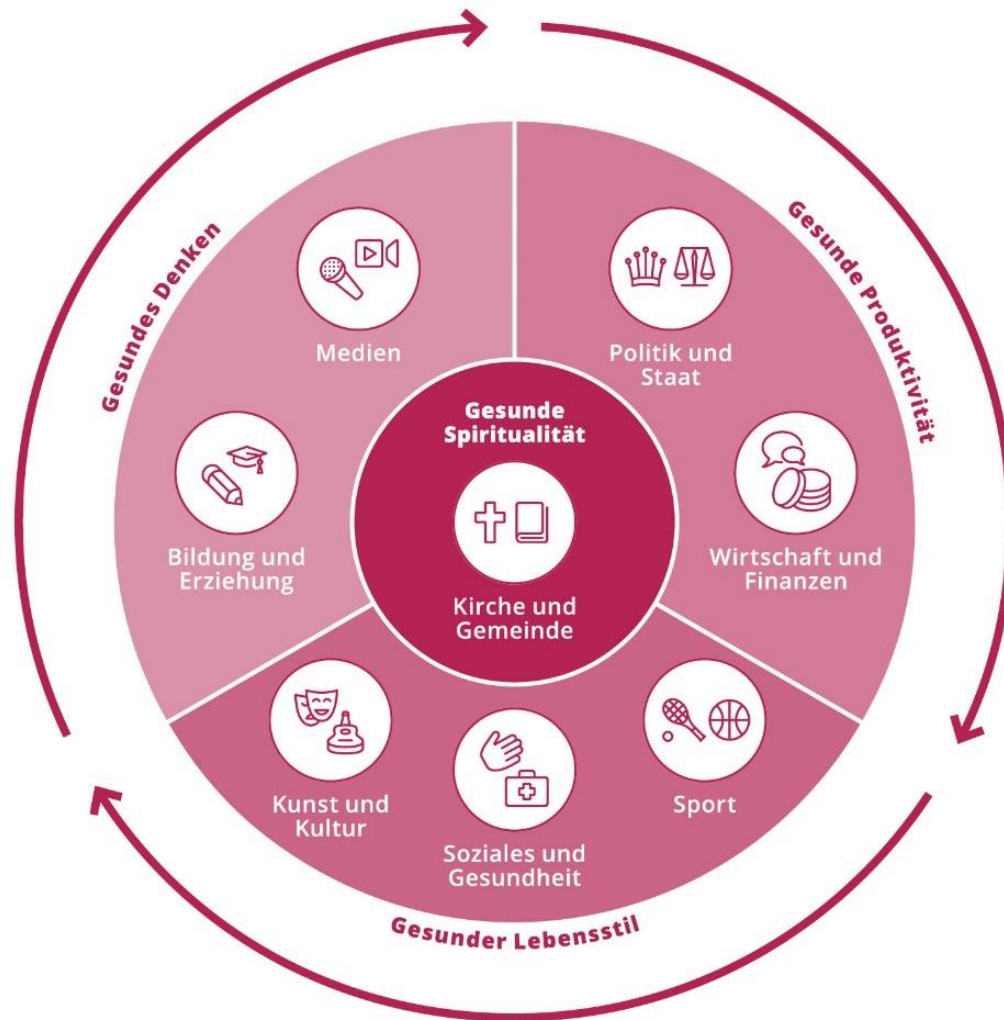 Gesundes Denken
Gesunde Produktivität
Medien
Politik und
Staat
Gesunde
Spiritualität
Bildung und
Erziehung
Wirtschaft und
Finanzen
Kirche und
Gemeinde
Kunst und
Kultur
Sport
Soziales und
Gesundheit
Gesunder Lebensstil